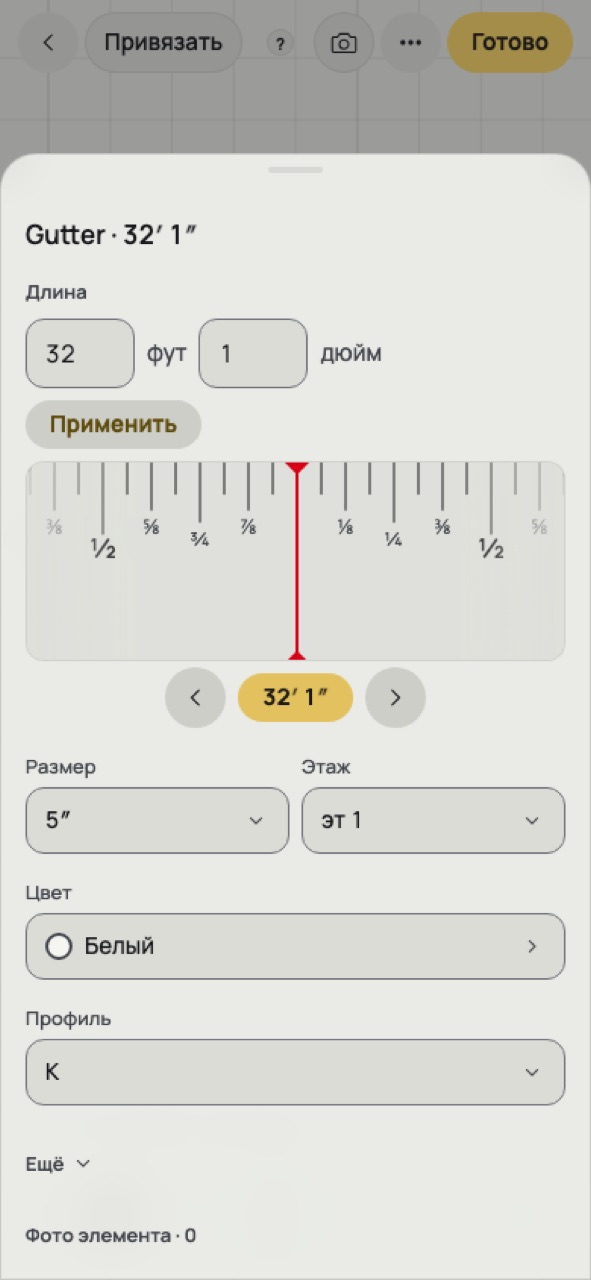 Привязать ? Готово
Gutter · 32′ 1″
Длина
32 фут 1 дюйм
Применить
⅜ ½ ⅝ ¾ ⅞ ⅛ ¼ ⅜ ½ ⅝
32′ 1″
Размер Этаж
5″ эт 1
Цвет
Белый
Профиль
K
Ещё
Фото элемента · 0